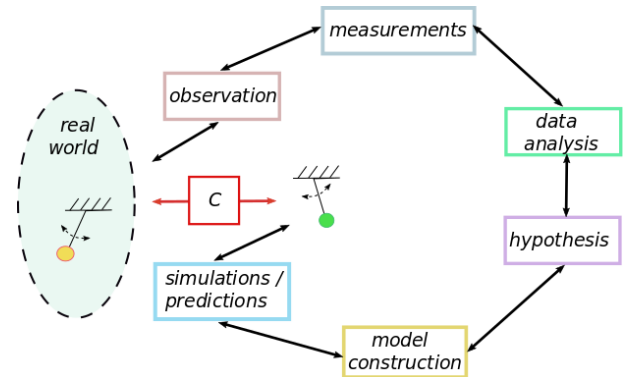 measurements
observation
real
world
data
analysis
C
hypothesis
simulations /
predictions
model
construction